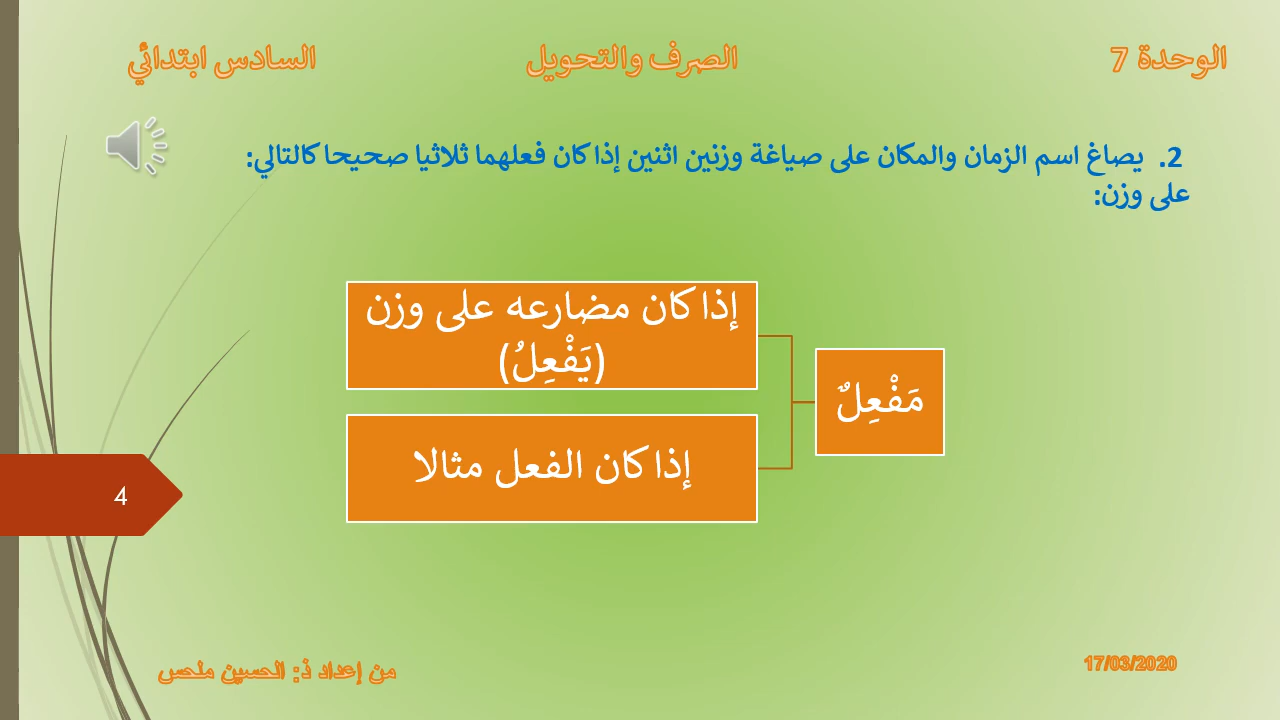 الوحدة 7
الصرف والتحويل
السادس ابتدائي
2. يصاغ اسم الزمان والمكان على صياغة وزنين اثنين إذا كان فعلهما ثلاثيا صحيحا كالتالي:
على وزن:
مَفْعِلٌ
إذا كان مضارعه على وزن
(يَفْعِلُ)
إذا كان الفعل مثالا
4
17/03/2020
من إعداد ذ: الحسين ملحس